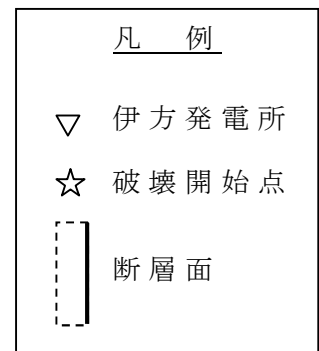 凡　例
伊方発電所
破壊開始点
断層面